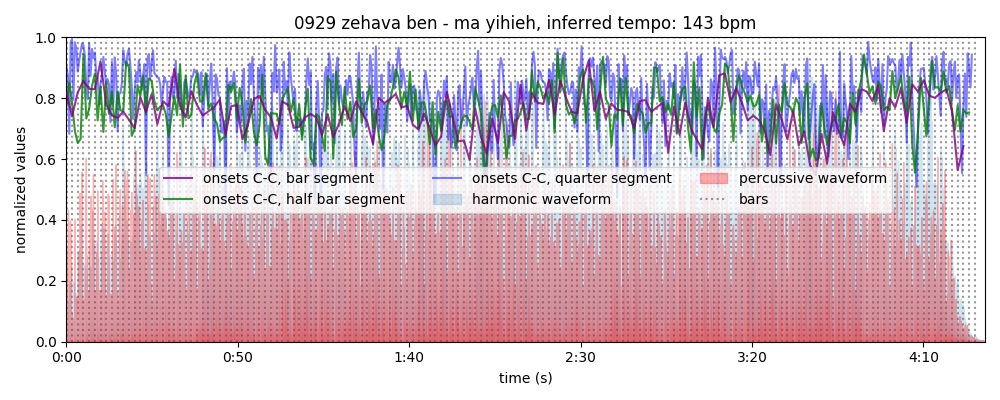 0929 zehava ben - ma yihieh, inferred tempo: 143 bpm
1.0
0.8
0.6
0.4
0.2
0.0
normalized values
onsets C-C, bar segment
onsets C-C, half bar segment
onsets C-C, quarter segment
harmonic waveform
percussive waveform
bars
0:00 0:50 1:40 2:30 3:20 4:10
time (s)